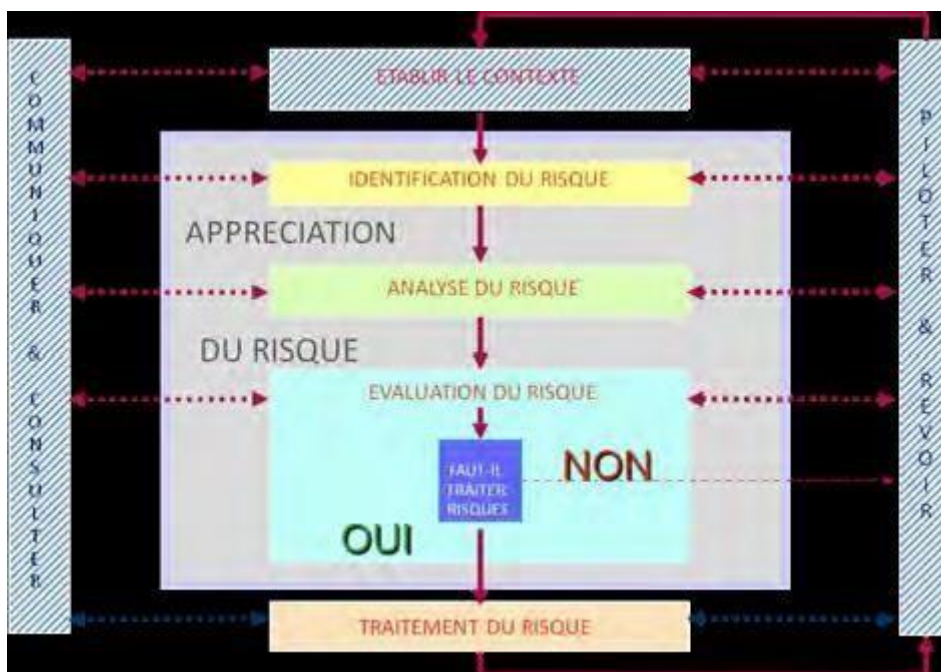 ETABLIR LE CONTEXTE
COMMUNIQUER & CONSULTER
PILOTER & REVOIR
IDENTIFICATION DU RISQUE
APPRECIATION
ANALYSE DU RISQUE
DU RISQUE
EVALUATION DU RISQUE
FAUT-IL
TRAITER
RISQUES
NON
OUI
TRAITEMENT DU RISQUE